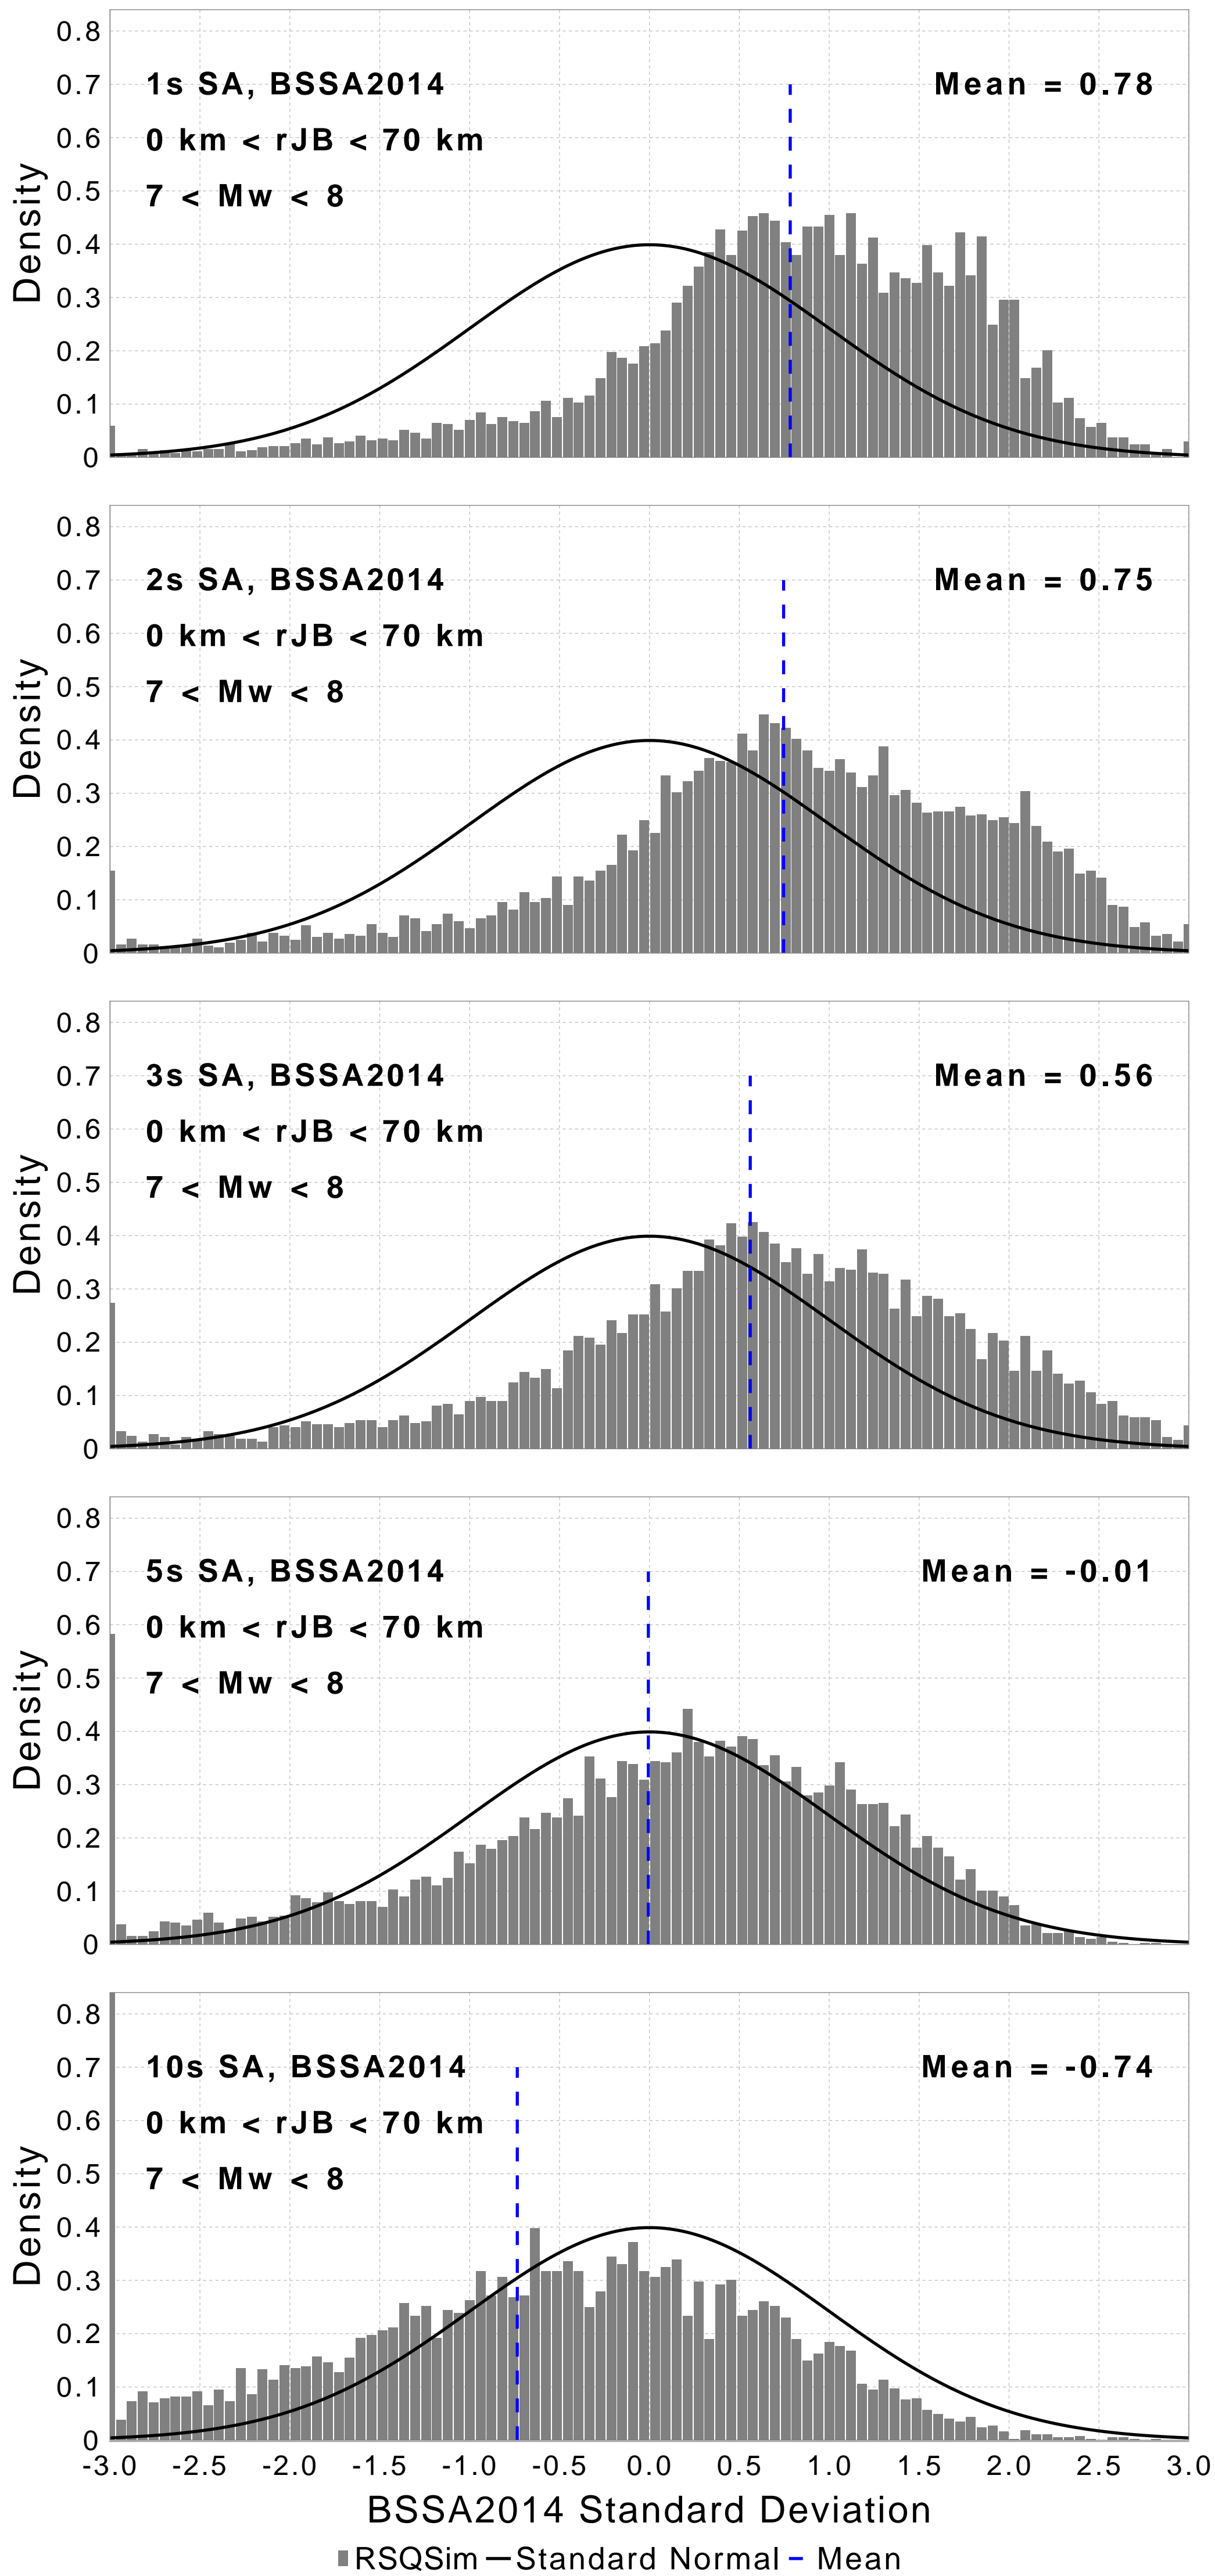 0.8
0.7
0.6
0.5
0.4
0.3
0.2
0.1
0
Density
1s SA, BSSA2014
Mean = 0.78
0 km < rJB < 70 km
7 < Mw < 8
0.8
0.7
0.6
0.5
0.4
0.3
0.2
0.1
0
Density
2s SA, BSSA2014
Mean = 0.75
0 km < rJB < 70 km
7 < Mw < 8
0.8
0.7
0.6
0.5
0.4
0.3
0.2
0.1
0
Density
3s SA, BSSA2014
Mean = 0.56
0 km < rJB < 70 km
7 < Mw < 8
0.8
0.7
0.6
0.5
0.4
0.3
0.2
0.1
0
Density
5s SA, BSSA2014
Mean = -0.01
0 km < rJB < 70 km
7 < Mw < 8
0.8
0.7
0.6
0.5
0.4
0.3
0.2
0.1
0
Density
10s SA, BSSA2014
Mean = -0.74
0 km < rJB < 70 km
7 < Mw < 8
-3.0 -2.5 -2.0 -1.5 -1.0 -0.5 0.0 0.5 1.0 1.5 2.0 2.5 3.0
BSSA2014 Standard Deviation
RSQSim Standard Normal Mean